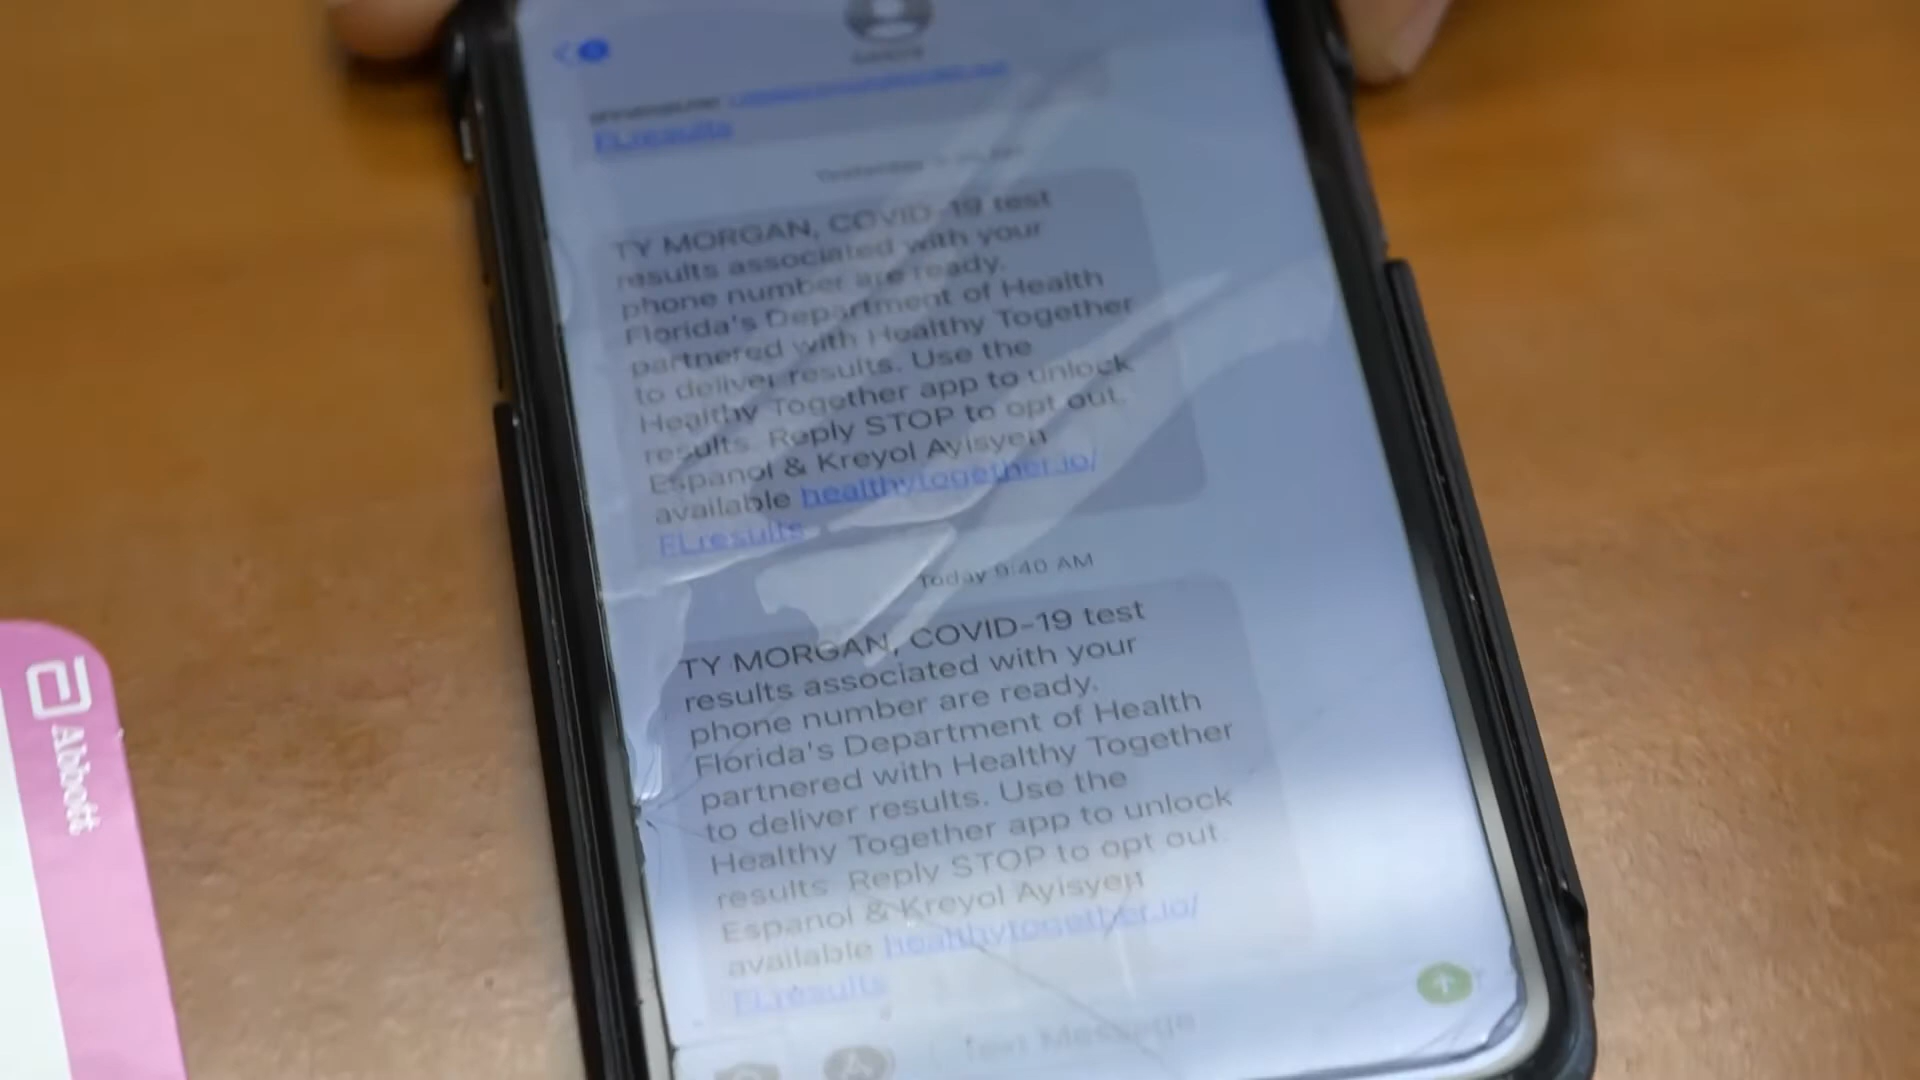 FLresults
TY MORGAN, COVID-19 test
results associated with your
phone number are ready.
Florida's Department of Health
partnered with Healthy Together
to deliver results. Use the
Healthy Together app to unlock
results. Reply STOP to opt out.
Espanol & Kreyol Ayisyen
available healthytogether.io/
FLresults
Today 9:40 AM
TY MORGAN, COVID-19 test
results associated with your
phone number are ready.
Florida's Department of Health
partnered with Healthy Together
to deliver results. Use the
Healthy Together app to unlock
results. Reply STOP to opt out.
Espanol & Kreyol Ayisyen
available healthytogether.io/
FLresults
Text Message
Abbott